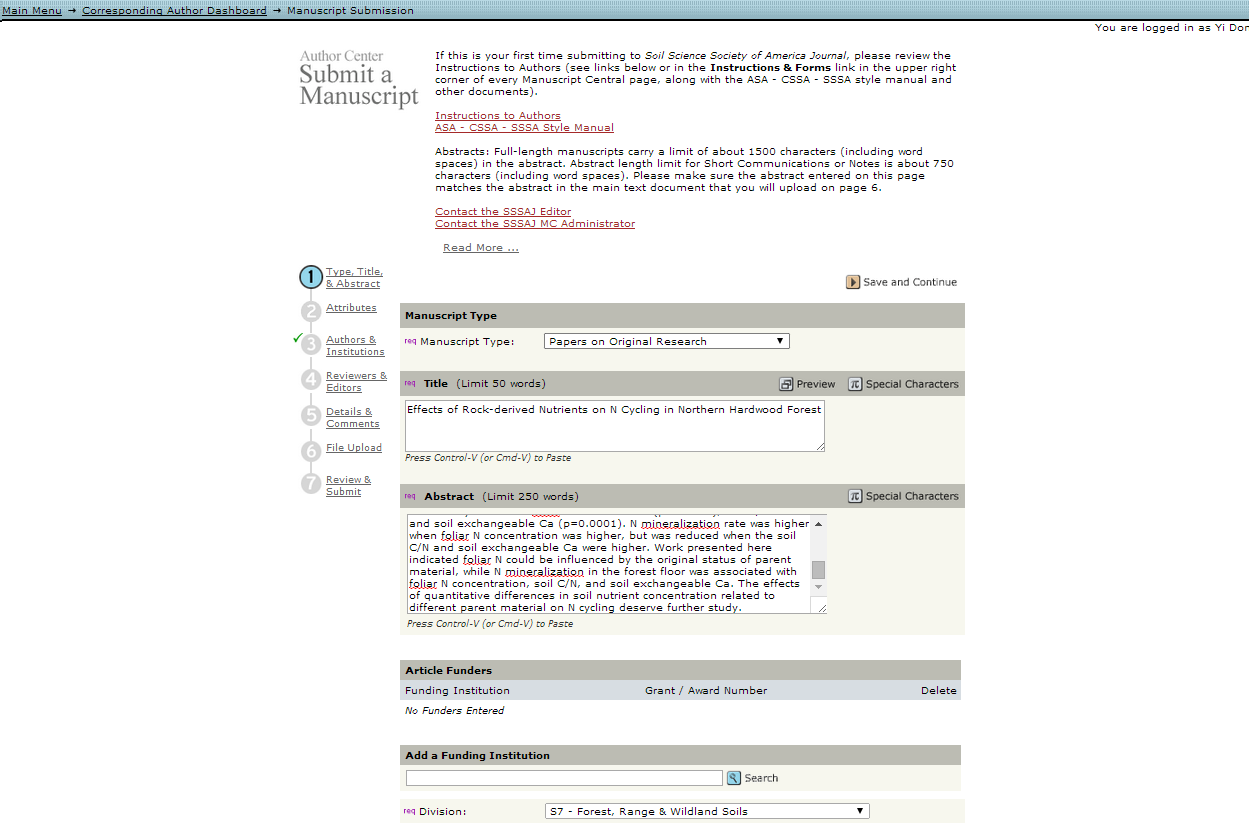 Main Menu → Corresponding Author Dashboard → Manuscript Submission
You are logged in as Yi Don
Author Center
Submit a
Manuscript
If this is your first time submitting to Soil Science Society of America Journal, please review the
Instructions to Authors (see links below or in the Instructions & Forms link in the upper right
corner of every Manuscript Central page, along with the ASA - CSSA - SSSA style manual and
other documents).
Instructions to Authors
ASA - CSSA - SSSA Style Manual
Abstracts: Full-length manuscripts carry a limit of about 1500 characters (including word
spaces) in the abstract. Abstract length limit for Short Communications or Notes is about 750
characters (including word spaces). Please make sure the abstract entered on this page
matches the abstract in the main text document that you will upload on page 6.
Contact the SSSAJ Editor
Contact the SSSAJ MC Administrator
Read More ...
1 Type, Title,
& Abstract
2 Attributes
3 Authors &
Institutions
4 Reviewers &
Editors
5 Details &
Comments
6 File Upload
7 Review &
Submit
Save and Continue
Manuscript Type
req Manuscript Type: Papers on Original Research
req Title (Limit 50 words) Preview π Special Characters
Effects of Rock-derived Nutrients on N Cycling in Northern Hardwood Forest
Press Control-V (or Cmd-V) to Paste
req Abstract (Limit 250 words) π Special Characters
and soil exchangeable Ca (p=0.0001). N mineralization rate was higher
when foliar N concentration was higher, but was reduced when the soil
C/N and soil exchangeable Ca were higher. Work presented here
indicated foliar N could be influenced by the original status of parent
material, while N mineralization in the forest floor was associated with
foliar N concentration, soil C/N, and soil exchangeable Ca. The effects
of quantitative differences in soil nutrient concentration related to
different parent material on N cycling deserve further study.
Press Control-V (or Cmd-V) to Paste
Article Funders
Funding Institution Grant / Award Number Delete
No Funders Entered
Add a Funding Institution
Search
req Division: S7 - Forest, Range & Wildland Soils